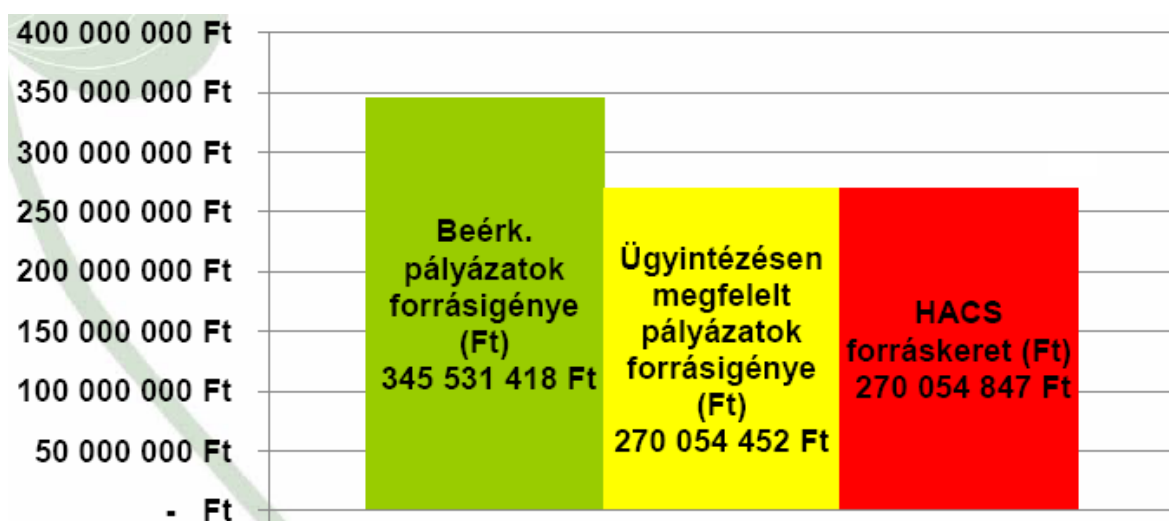 400 000 000 Ft
350 000 000 Ft
300 000 000 Ft
250 000 000 Ft
200 000 000 Ft
150 000 000 Ft
100 000 000 Ft
50 000 000 Ft
- Ft
Beérk.
pályázatok
forrásigénye
(Ft)
345 531 418 Ft
Ügyintézésen
megfelelt
pályázatok
forrásigénye
(Ft)
270 054 452 Ft
HACS
forráskeret (Ft)
270 054 847 Ft